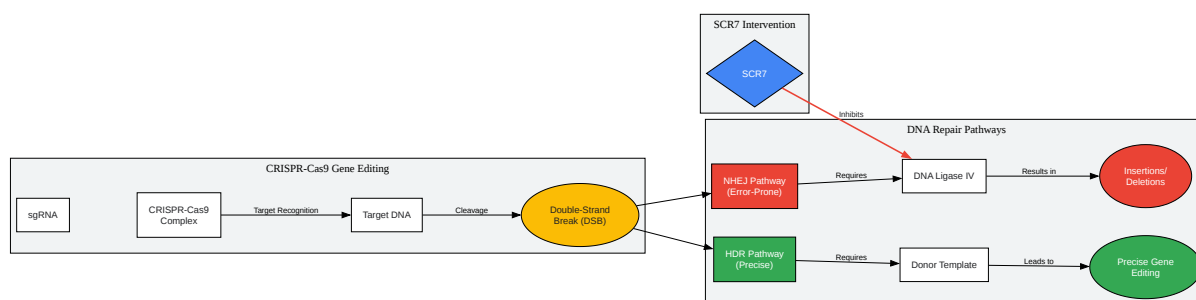 SCR7 Intervention
SCR7
Inhibits
DNA Repair Pathways
CRISPR-Cas9 Gene Editing
sgRNA
CRISPR-Cas9
Complex
Target Recognition
Target DNA
Cleavage
Double-Strand
Break (DSB)
NHEJ Pathway
(Error-Prone)
Requires
DNA Ligase IV
Results in
Insertions/
Deletions
HDR Pathway
(Precise)
Requires
Donor Template
Leads to
Precise Gene
Editing